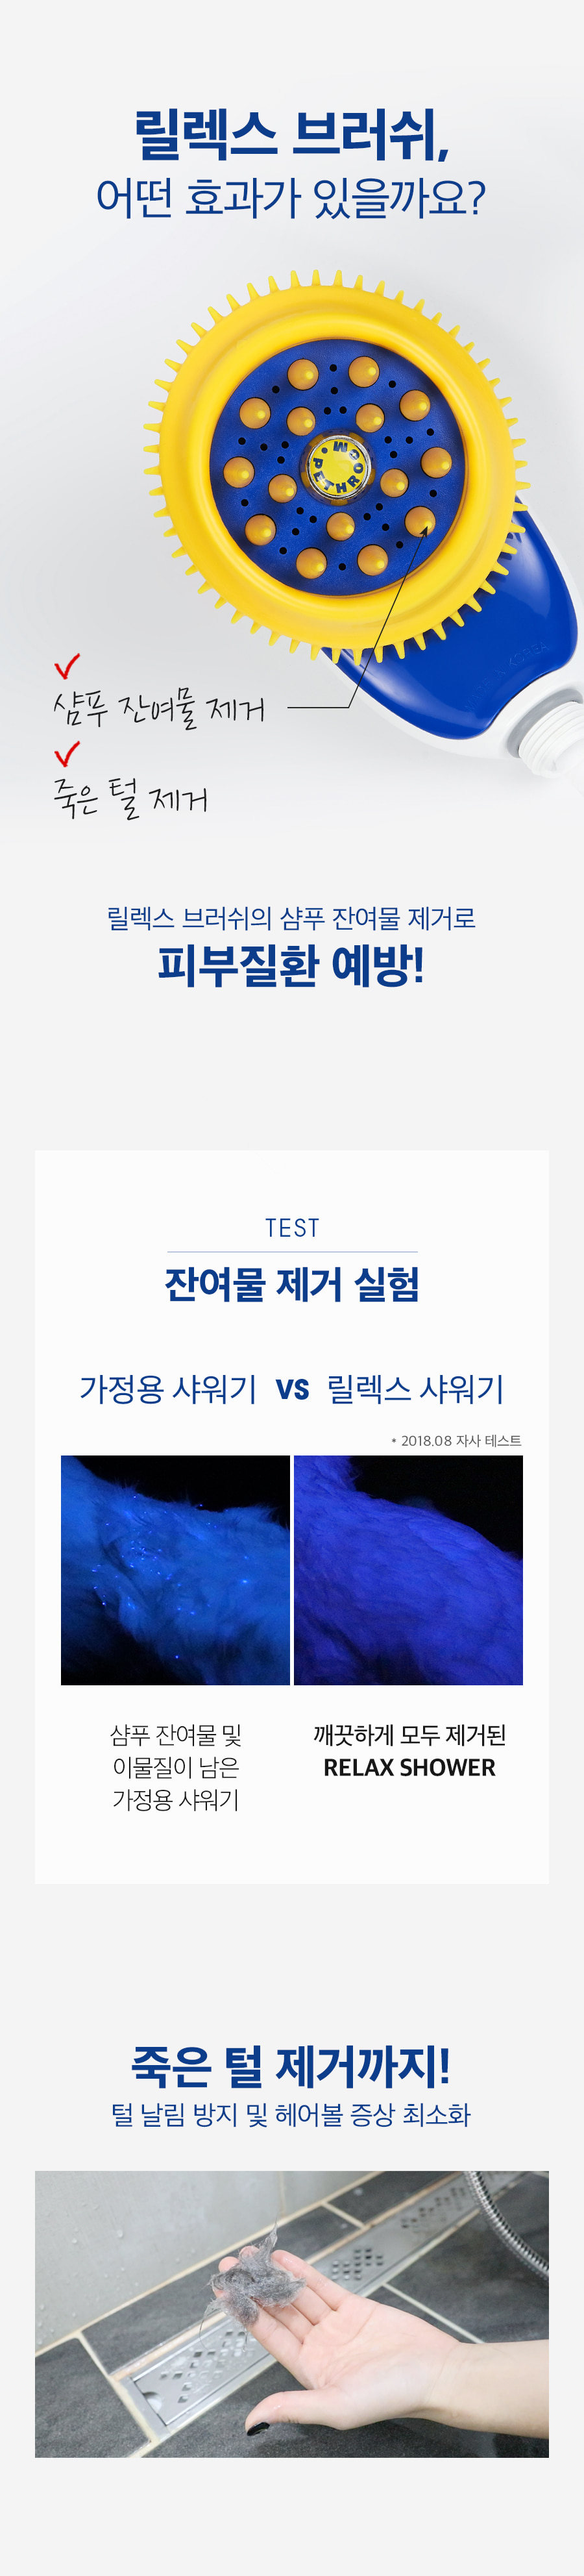 릴렉스 브러쉬,
어떤 효과가 있을까요?
PETHROOM
MADE IN KOREA
샴푸 잔여물 제거
죽은 털 제거
릴렉스 브러쉬의 샴푸 잔여물 제거로
피부질환 예방!
TEST
잔여물 제거 실험
가정용 샤워기 VS 릴렉스 샤워기
* 2018.08 자사 테스트
샴푸 잔여물 및
이물질이 남은
가정용 샤워기
깨끗하게 모두 제거된
RELAX SHOWER
죽은 털 제거까지!
털 날림 방지 및 헤어볼 증상 최소화